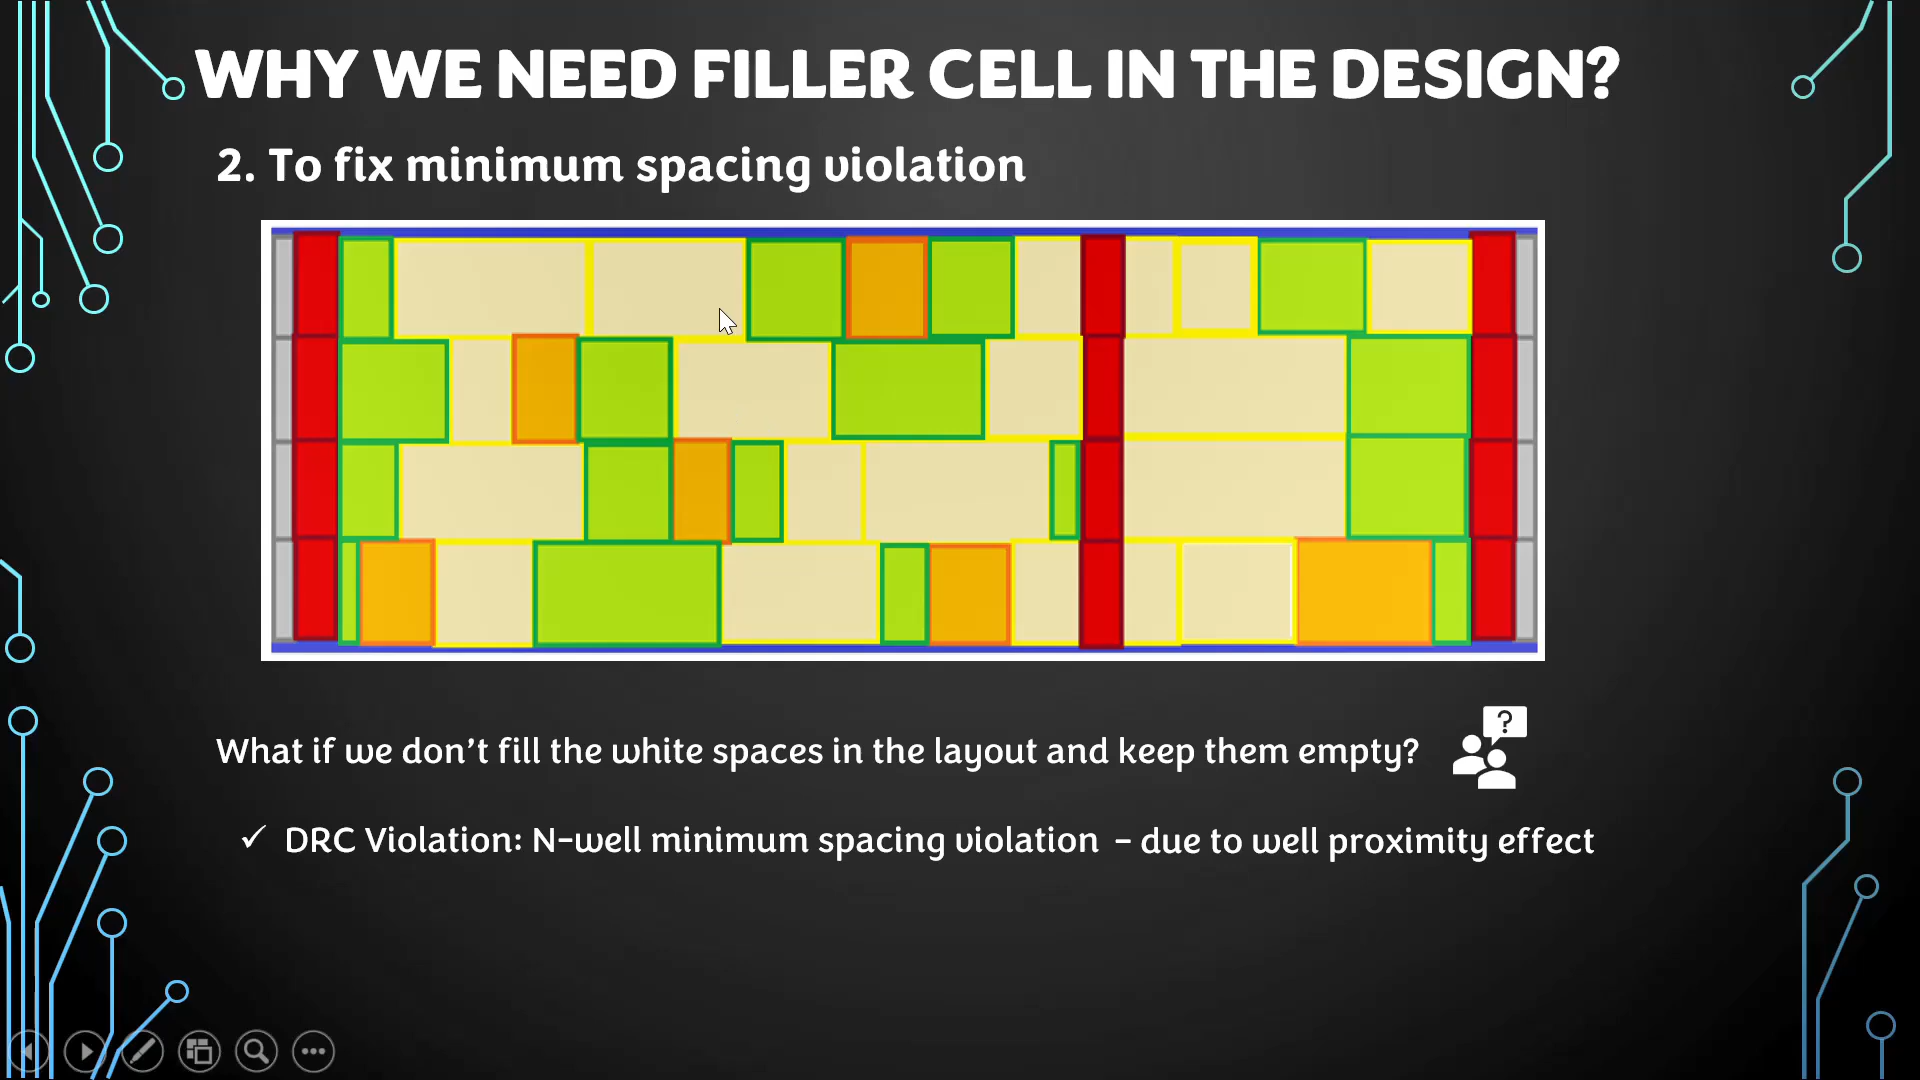 WHY WE NEED FILLER CELL IN THE DESIGN?
2. To fix minimum spacing violation
?
What if we don't fill the white spaces in the layout and keep them empty?
✓ DRC Violation: N-well minimum spacing violation - due to well proximity effect